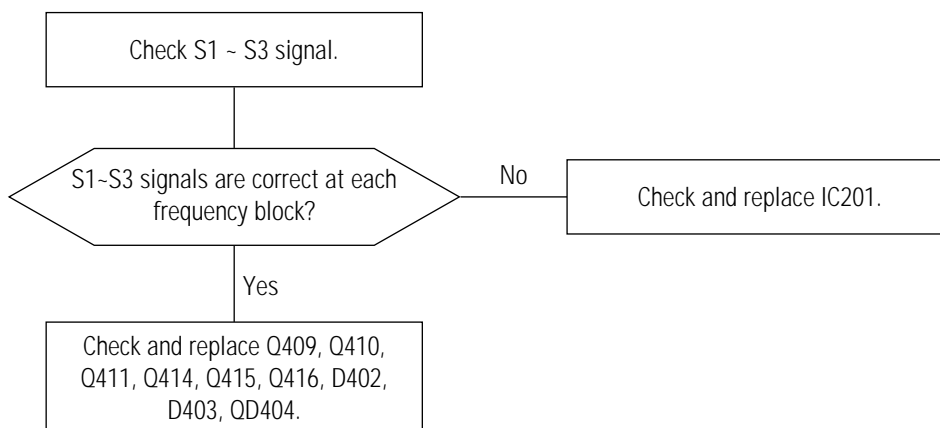 Check S1 ~ S3 signal.
S1~S3 signals are correct at each
frequency block?
No
Check and replace IC201.
Yes
Check and replace Q409, Q410,
Q411, Q414, Q415, Q416, D402,
D403, QD404.